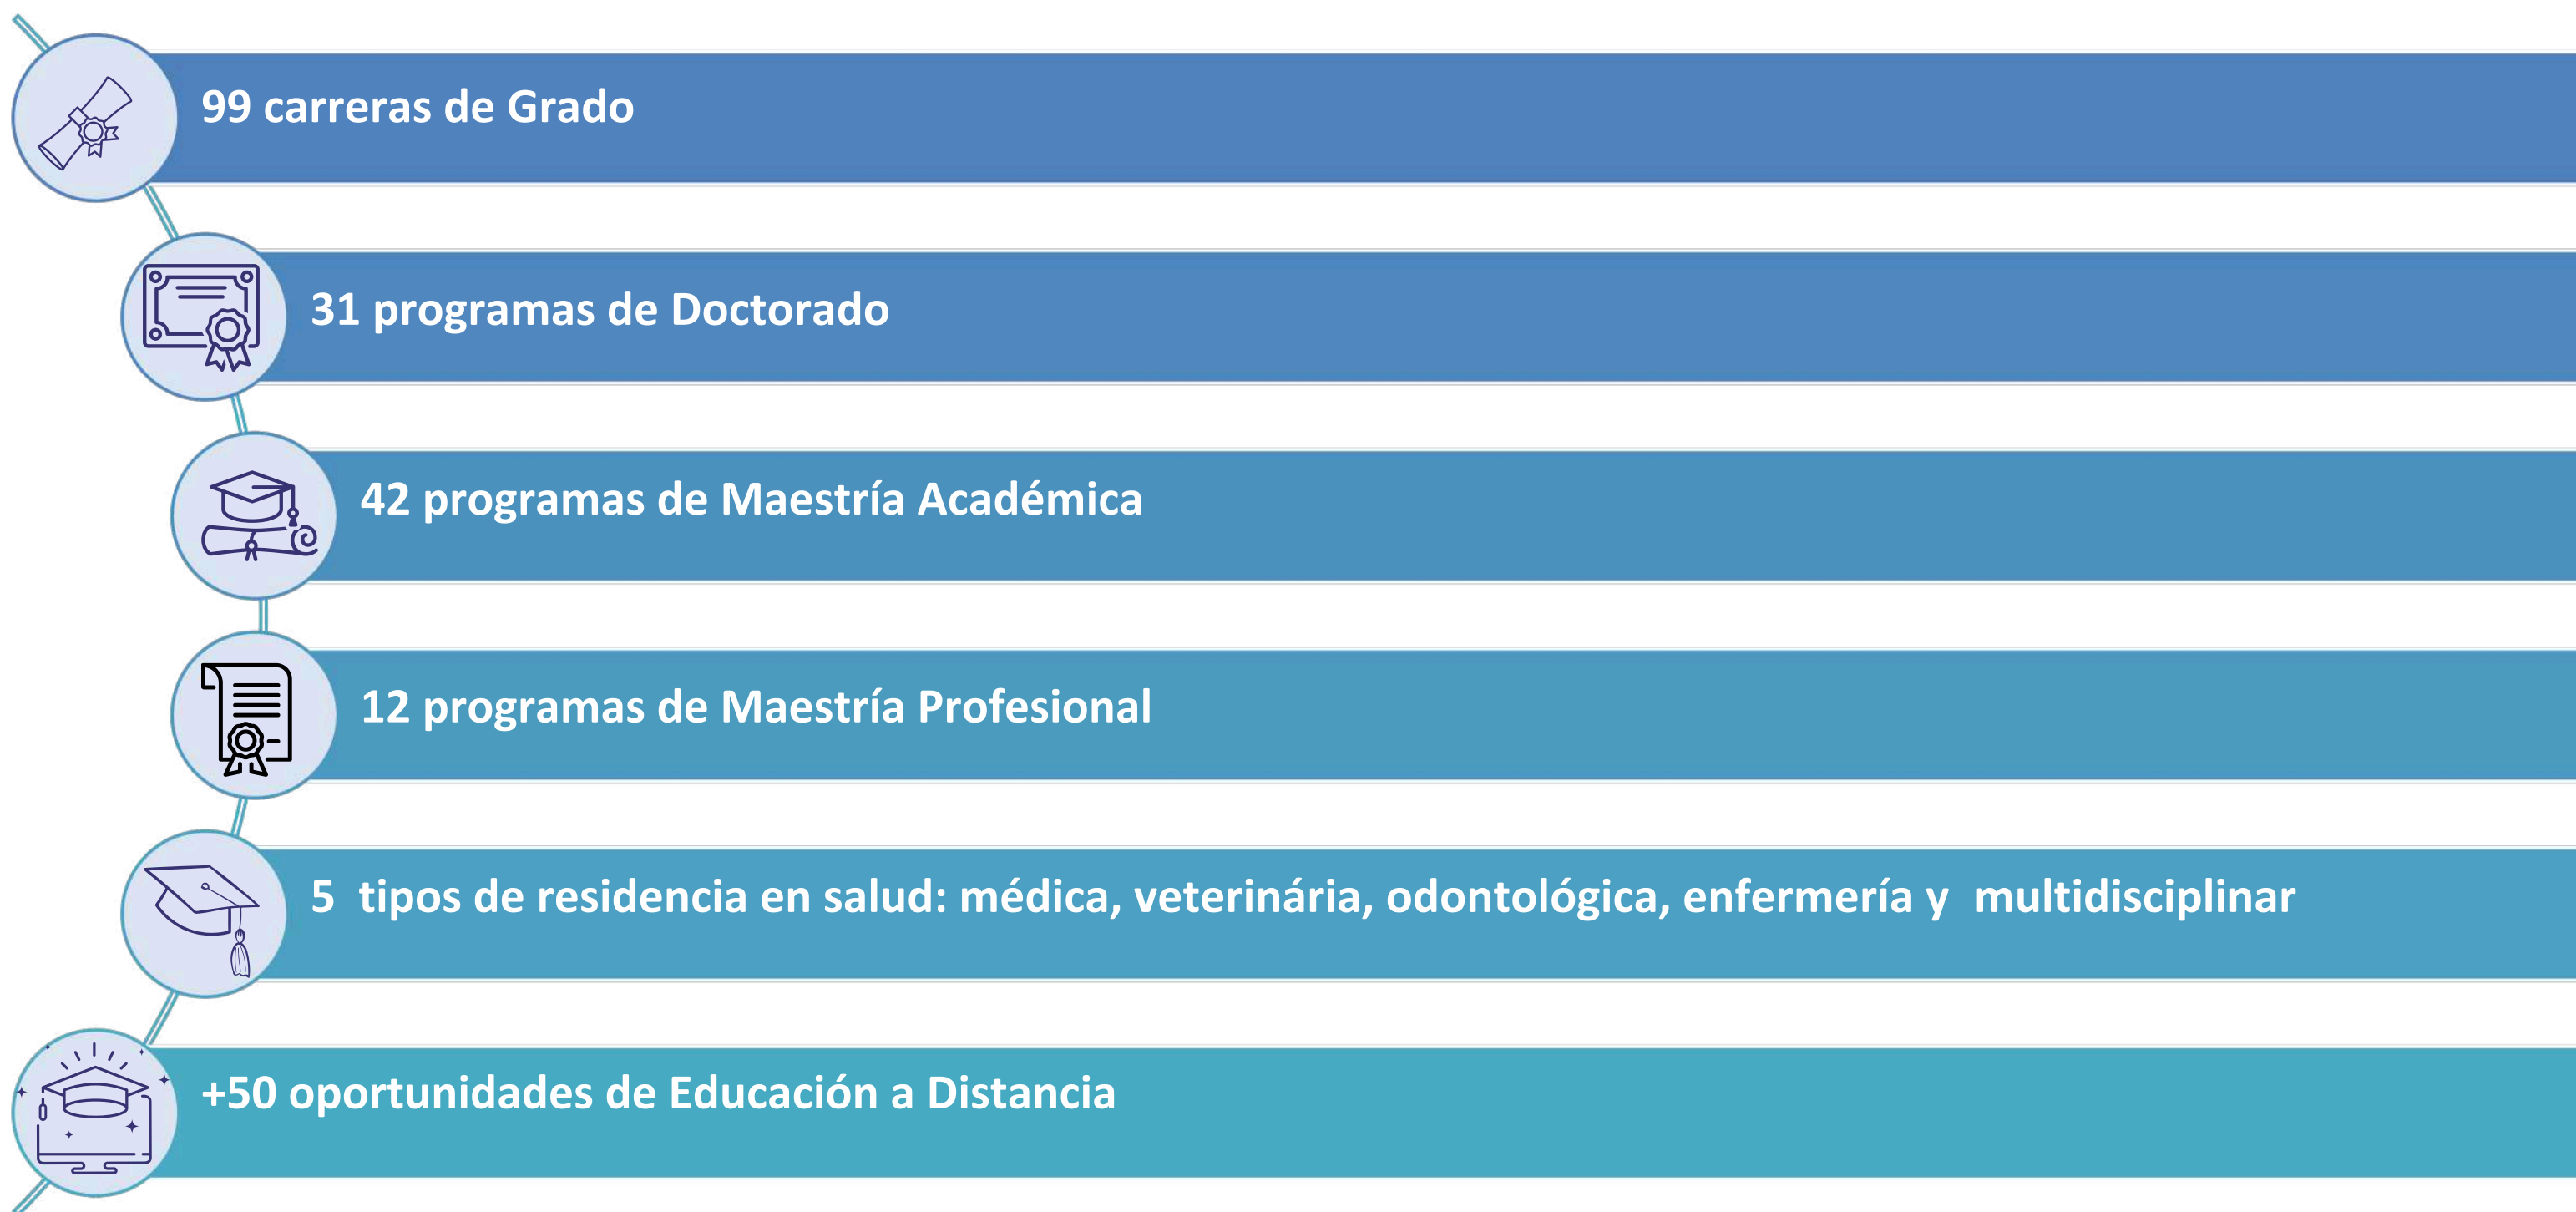 99 carreras de Grado
31 programas de Doctorado
42 programas de Maestría Académica
12 programas de Maestría Profesional
5 tipos de residencia en salud: médica, veterinária, odontológica, enfermería y multidisciplinar
+50 oportunidades de Educación a Distancia